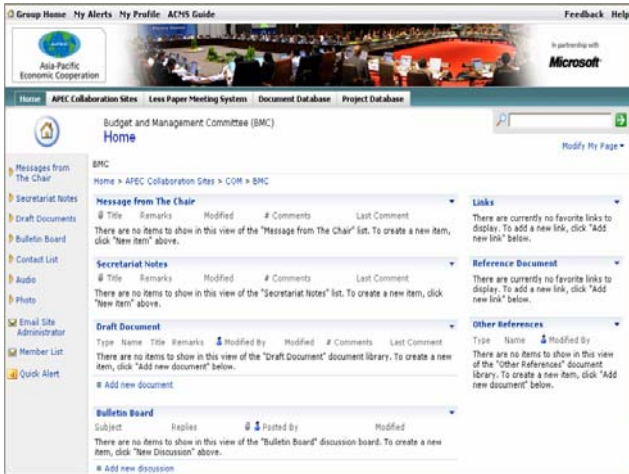 Group Home My Alerts My Profile ACMS Guide
Feedback Help
APEC
Asia-Pacific
Economic Cooperation
In partnership with
Microsoft
Home APEC Collaboration Sites Less Paper Meeting System Document Database Project Database
Budget and Management Committee (BMC)
Home
Modify My Page
Messages from
The Chair
Secretariat Notes
Draft Documents
Bulletin Board
Contact List
Audio
Photo
Email Site
Administrator
Member List
Quick Alert
BMC
Home > APEC Collaboration Sites > COM > BMC
Message from The Chair
Title Remarks Modified # Comments Last Comment
There are no items to show in this view of the "Message from The Chair" list. To create a new item,
click "New item" above.
Secretariat Notes
Title Remarks Modified # Comments Last Comment
There are no items to show in this view of the "Secretariat Notes" list. To create a new item, click
"New item" above.
Draft Document
Type Name Title Remarks Modified By Modified # Comments Last Comment
There are no items to show in this view of the "Draft Document" document library. To create a new
item, click "Add new document" below.
Add new document
Bulletin Board
Subject Replies Posted By Modified
There are no items to show in this view of the "Bulletin Board" discussion board. To create a new
item, click "New Discussion" above.
Add new discussion
Links
There are currently no favorite links to
display. To add a new link, click "Add
new link" below.
Reference Document
There are currently no favorite links to
display. To add a new link, click "Add
new link" below.
Other References
Type Name Modified By
There are no items to show in this view
of the "Other References" document
library. To create a new item, click "Add
new document" below.